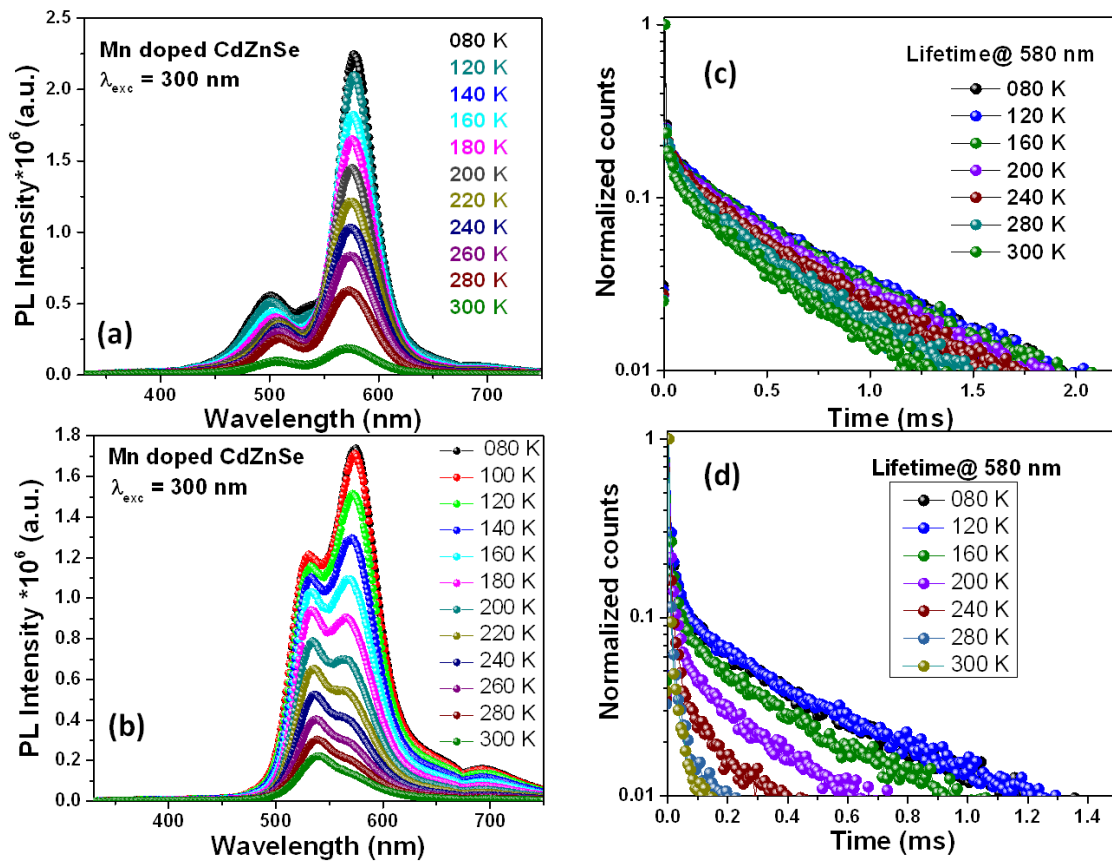 Mn doped CdZnSe
λexc = 300 nm
080 K
120 K
140 K
160 K
180 K
200 K
220 K
240 K
260 K
280 K
300 K
(a)
PL Intensity*10^6 (a.u.)
2.5
2.0
1.5
1.0
0.5
0.0
400 500 600 700
Wavelength (nm)
(c)
Lifetime@ 580 nm
080 K
120 K
160 K
200 K
240 K
280 K
300 K
Normalized counts
1
0.1
0.01
0.0 0.5 1.0 1.5 2.0
Time (ms)
Mn doped CdZnSe
λexc = 300 nm
080 K
100 K
120 K
140 K
160 K
180 K
200 K
220 K
240 K
260 K
280 K
300 K
(b)
PL Intensity *10^6 (a.u.)
1.8
1.6
1.4
1.2
1.0
0.8
0.6
0.4
0.2
0.0
400 500 600 700
Wavelength (nm)
(d)
Lifetime@ 580 nm
080 K
120 K
160 K
200 K
240 K
280 K
300 K
Normalized counts
1
0.1
0.01
0.0 0.2 0.4 0.6 0.8 1.0 1.2 1.4
Time (ms)